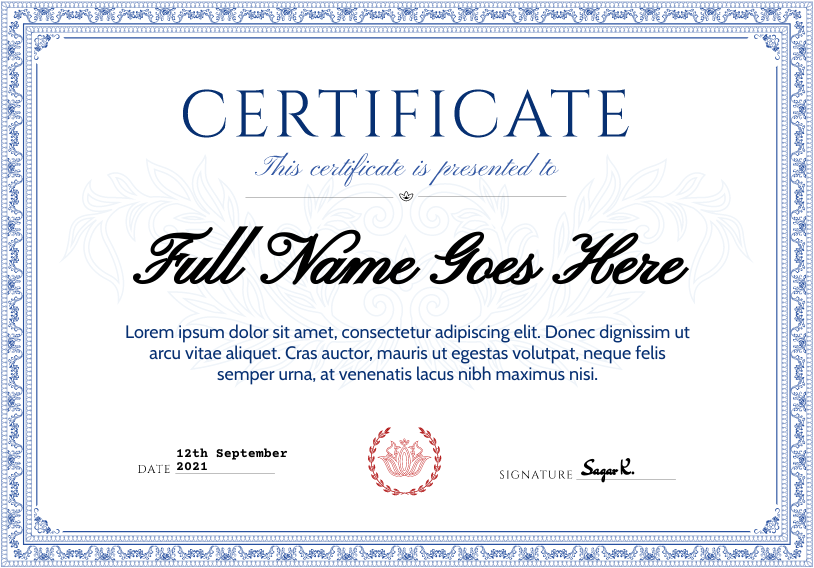 CERTIFICATE
This certificate is presented to
Full Name Goes Here
Lorem ipsum dolor sit amet, consectetur adipiscing elit. Donec dignissim ut
arcu vitae aliquet. Cras auctor, mauris ut egestas volutpat, neque felis
semper urna, at venenatis lacus nibh maximus nisi.
12th September
DATE 2021
SIGNATURE Sagar K.